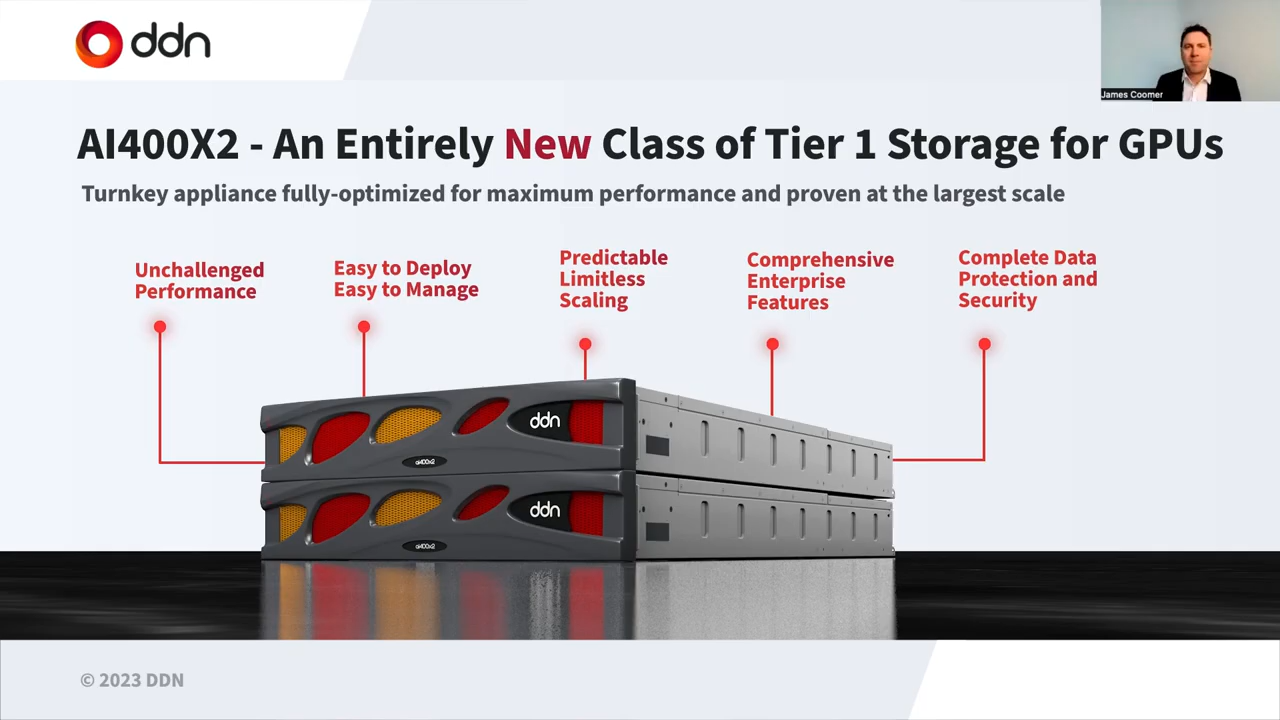 ddn
James Coomer
AI400X2 - An Entirely New Class of Tier 1 Storage for GPUs
Turnkey appliance fully-optimized for maximum performance and proven at the largest scale
Unchallenged
Performance
Easy to Deploy
Easy to Manage
Predictable
Limitless
Scaling
Comprehensive
Enterprise
Features
Complete Data
Protection and
Security
ddn
ai400x2
ddn
ai400x2
© 2023 DDN